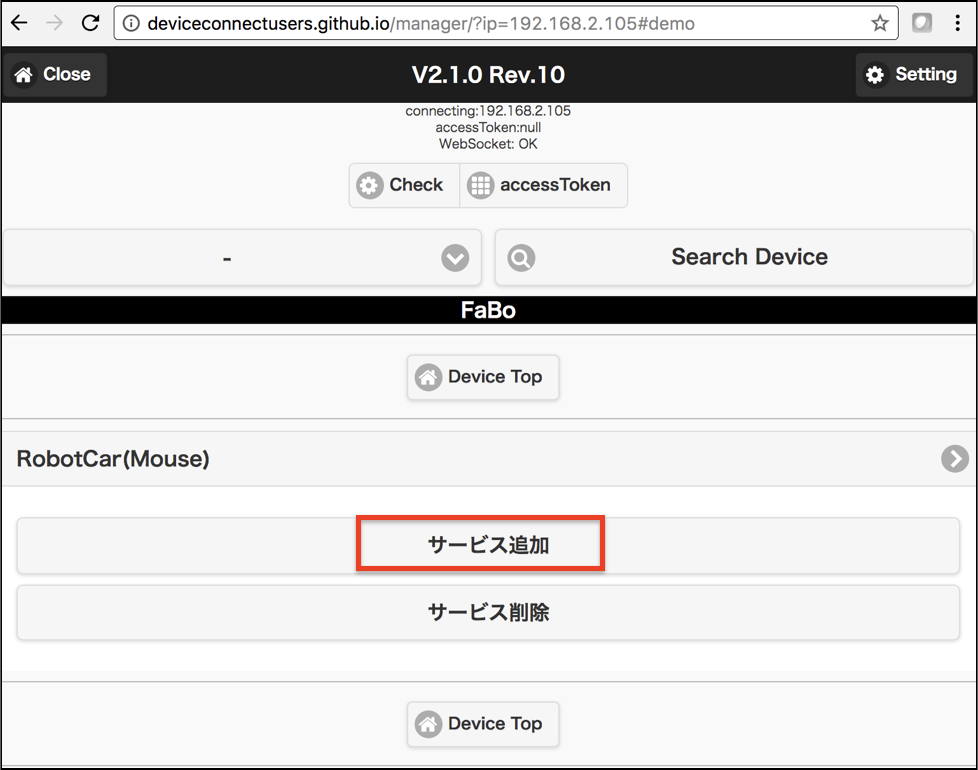 deviceconnectusers.github.io/manager/?ip=192.168.2.105#demo
Close
V2.1.0 Rev.10
Setting
connecting:192.168.2.105
accessToken:null
WebSocket: OK
Check
accessToken
-
Search Device
FaBo
Device Top
RobotCar(Mouse)
サービス追加
サービス削除
Device Top